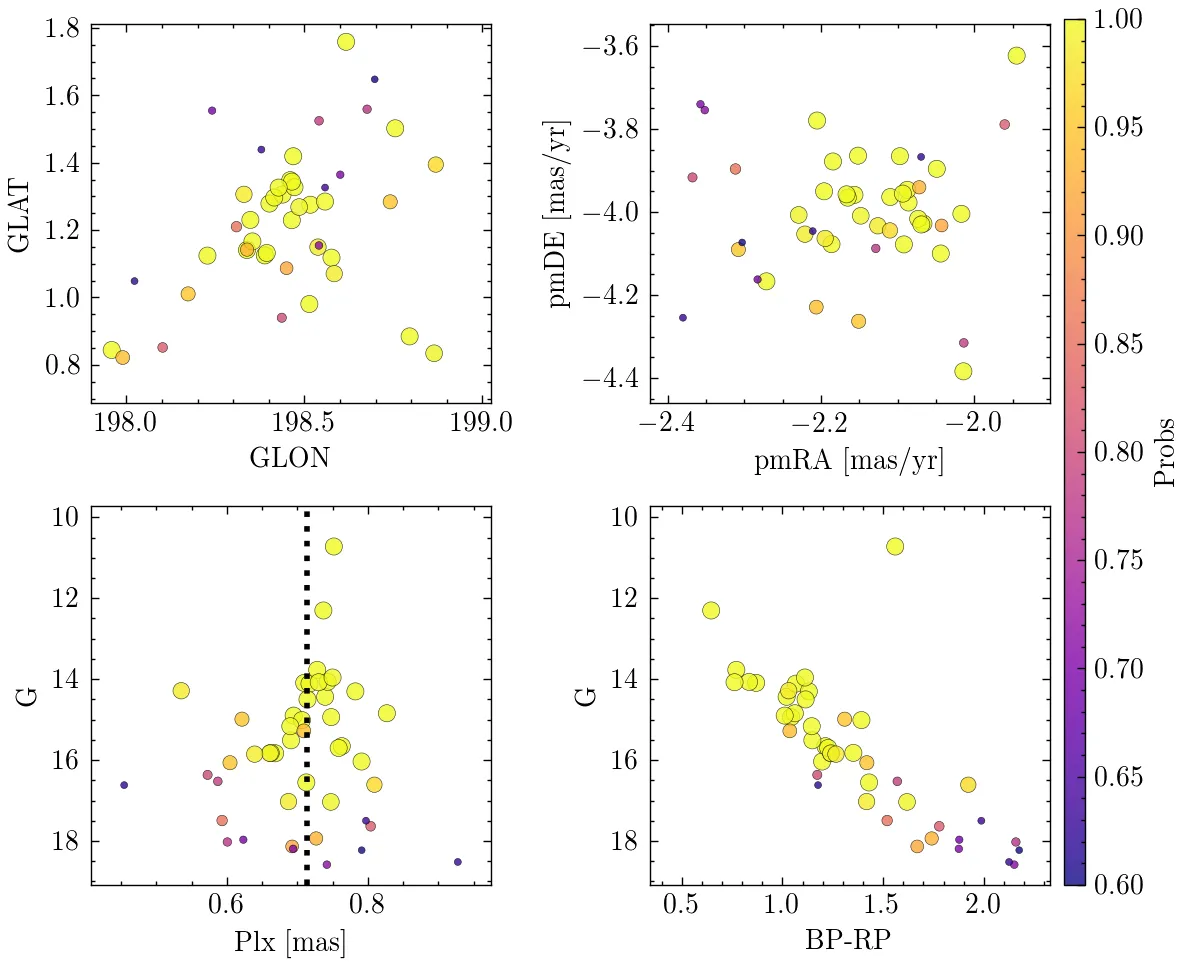 1.8
1.6
1.4
1.2
1.0
0.8
GLAT
198.0 198.5 199.0
GLON
−3.6
−3.8
−4.0
−4.2
−4.4
pmDE [mas/yr]
−2.4 −2.2 −2.0
pmRA [mas/yr]
10
12
14
16
18
G
0.6 0.8
Plx [mas]
10
12
14
16
18
G
0.5 1.0 1.5 2.0
BP-RP
1.00
0.95
0.90
0.85
0.80
0.75
0.70
0.65
0.60
Probs